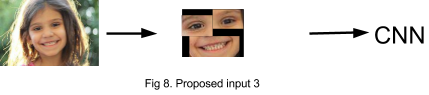 CNN
Fig 8. Proposed input 3